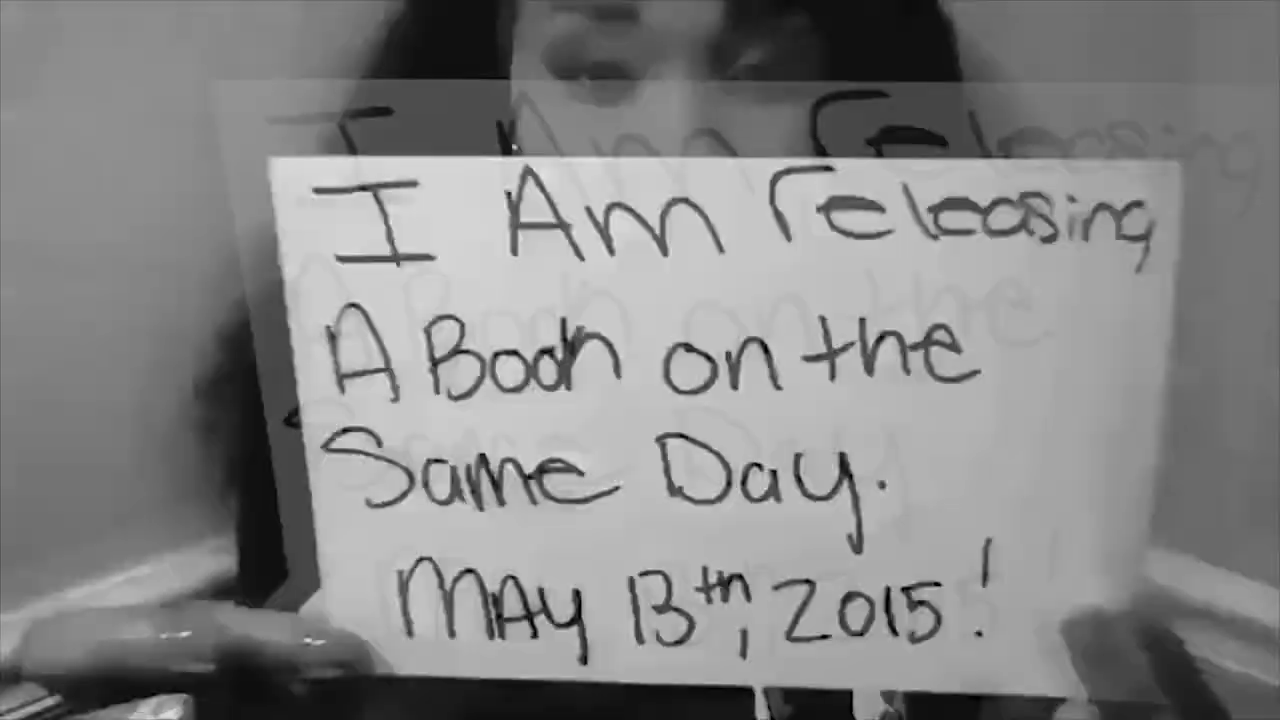 I Am releasing
A Book on the
Same Day.
MAY 13th, 2015!